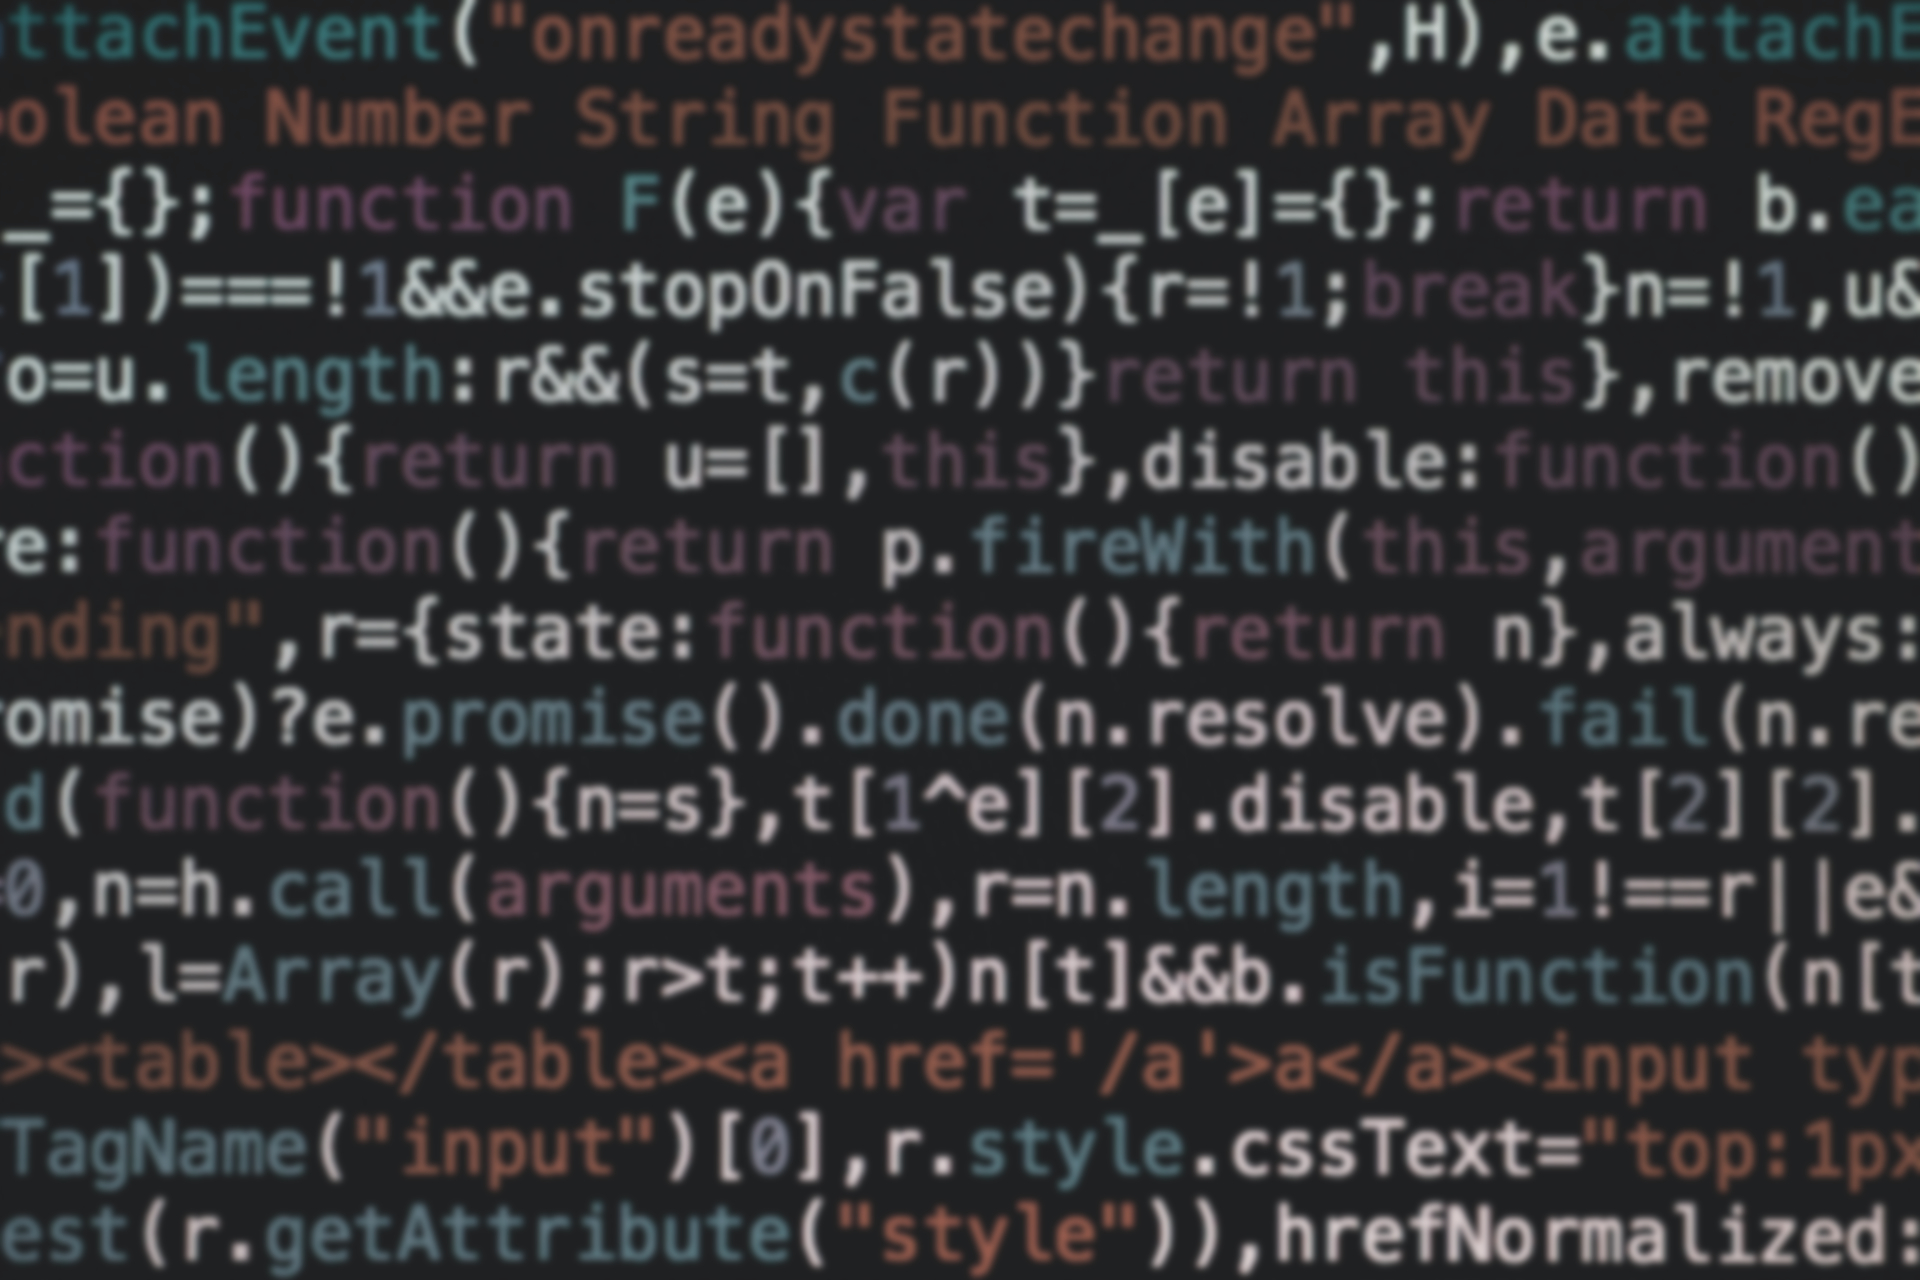 ttachEvent("onreadystatechange",H),e.attachE
olean Number String Function Array Date RegE
_={};function F(e){var t=_[e]={};return b.ea
[1])===!1&&e.stopOnFalse){r=!1;break}n=!1,u&
o=u.length:r&&(s=t,c(r))}return this},remove
ction(){return u=[],this},disable:function()
re:function(){return p.fireWith(this,argument
nding",r={state:function(){return n},always:
romise)?e.promise().done(n.resolve).fail(n.re
d(function(){n=s},t[1^e][2].disable,t[2][2].
=0,n=h.call(arguments),r=n.length,i=1!==r||e&
r),l=Array(r);r>t;t++)n[t]&&b.isFunction(n[t
><table></table><a href='/a'>a</a><input typ
TagName("input")[0],r.style.cssText="top:1px
est(r.getAttribute("style")),hrefNormalized: